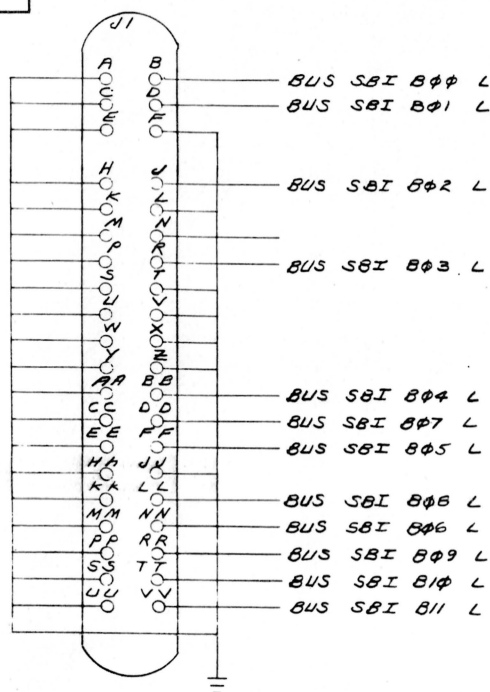 J1
A B BUS SBI BØØ L
C D BUS SBI BØ1 L
E F
H J BUS SBI BØ2 L
K L
M N
P R BUS SBI BØ3 L
S T
U V
W X
Y Z
AA BB BUS SBI BØ4 L
CC DD BUS SBI BØ7 L
EE FF BUS SBI BØ5 L
HH JJ
KK LL BUS SBI BØ8 L
MM NN BUS SBI BØ6 L
PP RR BUS SBI BØ9 L
SS TT BUS SBI B1Ø L
UU VV BUS SBI B11 L